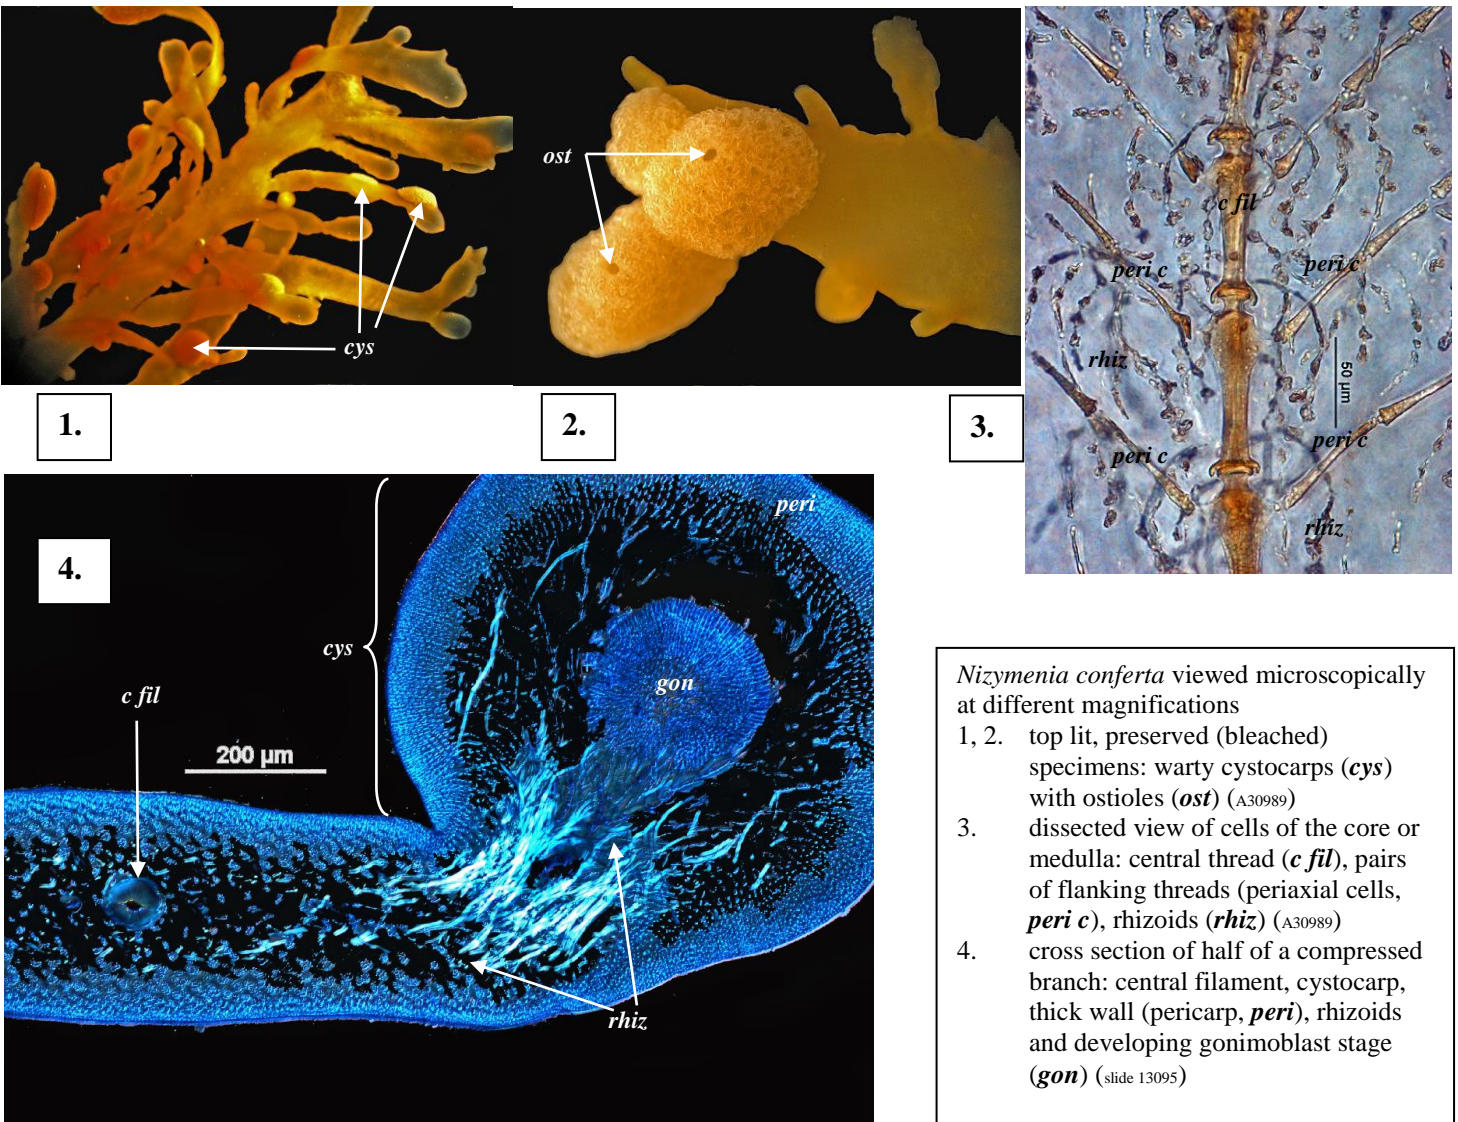 cys
1.
ost
2.
c fil
peri c
peri c
rhiz
50 µm
peri c
peri c
rhiz
3.
4.
peri
cys
gon
c fil
200 µm
rhiz
Nizymenia conferta viewed microscopically
at different magnifications
1, 2. top lit, preserved (bleached)
specimens: warty cystocarps (cys)
with ostioles (ost) (A30989)
3. dissected view of cells of the core or
medulla: central thread (c fil), pairs
of flanking threads (periaxial cells,
peri c), rhizoids (rhiz) (A30989)
4. cross section of half of a compressed
branch: central filament, cystocarp,
thick wall (pericarp, peri), rhizoids
and developing gonimoblast stage
(gon) (slide 13095)